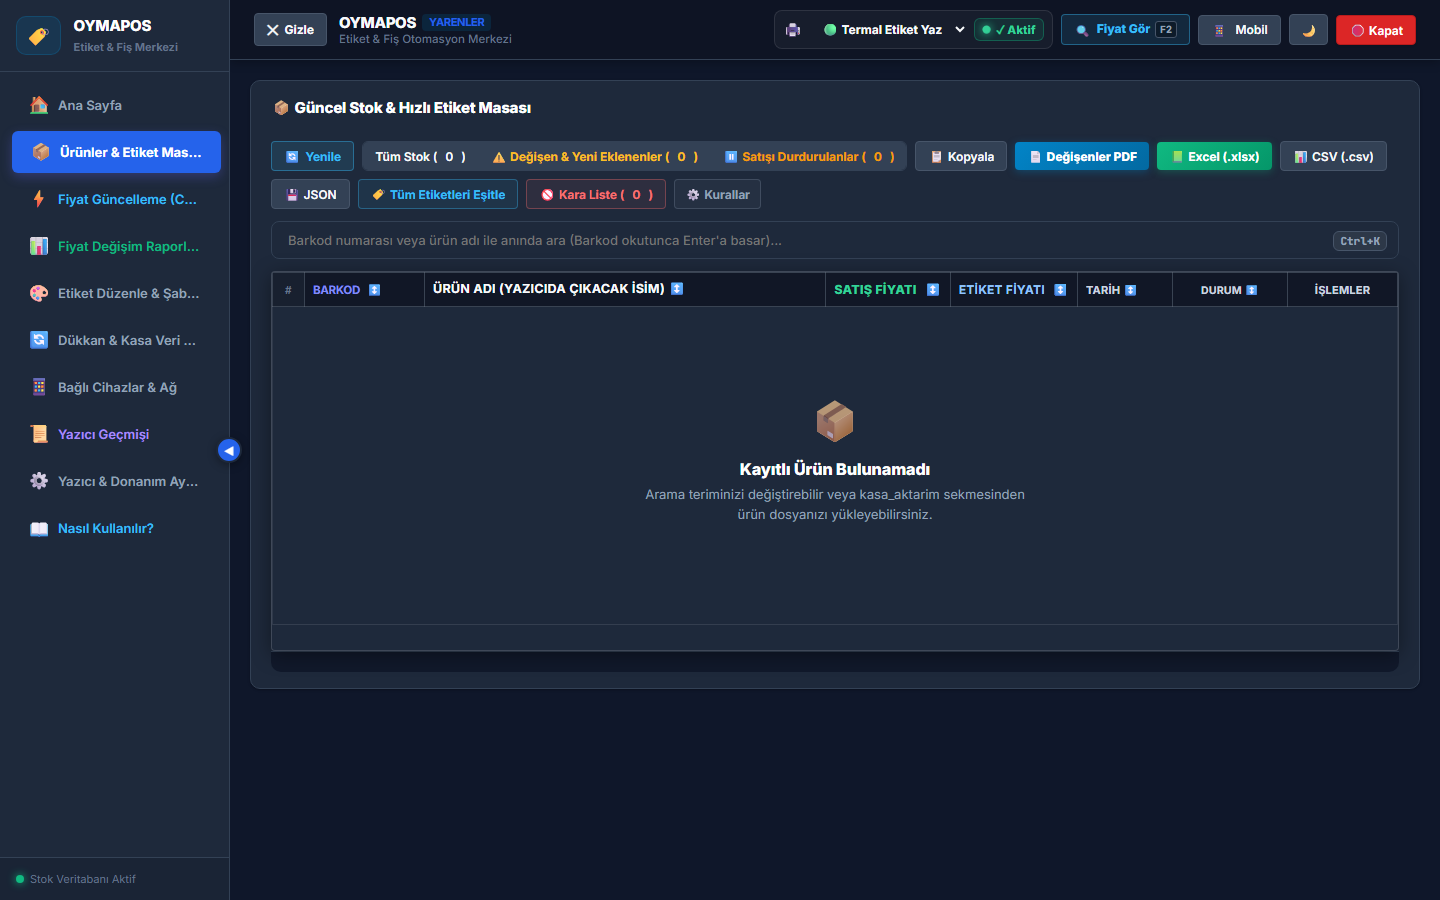 OYMAPOS
Etiket & Fiş Merkezi
Ana Sayfa
Ürünler & Etiket Mas...
Fiyat Güncelleme (C...
Fiyat Değişim Raporl...
Etiket Düzenle & Şab...
Dükkan & Kasa Veri ...
Bağlı Cihazlar & Ağ
Yazıcı Geçmişi
Yazıcı & Donanım Ay...
Nasıl Kullanılır?
Stok Veritabanı Aktif
Gizle
OYMAPOS YARENLER
Etiket & Fiş Otomasyon Merkezi
Termal Etiket Yaz
✓ Aktif
Fiyat Gör F2
Mobil
Kapat
Güncel Stok & Hızlı Etiket Masası
Yenile
Tüm Stok ( 0 )
Değişen & Yeni Eklenenler ( 0 )
Satışı Durdurulanlar ( 0 )
Kopyala
Değişenler PDF
Excel (.xlsx)
CSV (.csv)
JSON
Tüm Etiketleri Eşitle
Kara Liste ( 0 )
Kurallar
Barkod numarası veya ürün adı ile anında ara (Barkod okutunca Enter'a basar)...
Ctrl+K
# BARKOD ÜRÜN ADI (YAZICIDA ÇIKACAK İSİM) SATIŞ FİYATI ETİKET FİYATI TARİH DURUM İŞLEMLER
Kayıtlı Ürün Bulunamadı
Arama teriminizi değiştirebilir veya kasa_aktarim sekmesinden
ürün dosyanızı yükleyebilirsiniz.